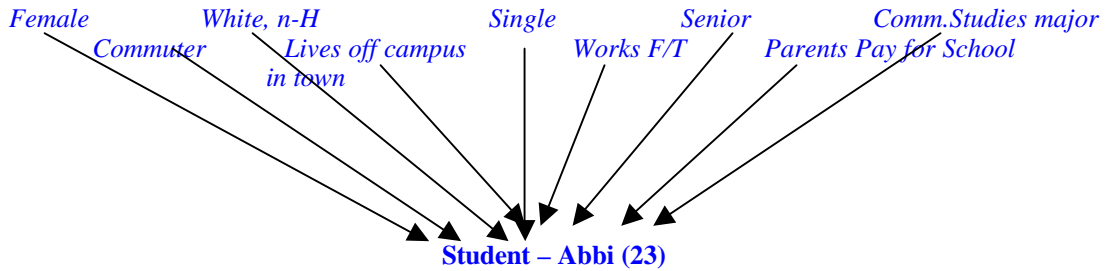 Female White, n-H Single Senior Comm.Studies major
Commuter Lives off campus Works F/T Parents Pay for School
in town
Student – Abbi (23)